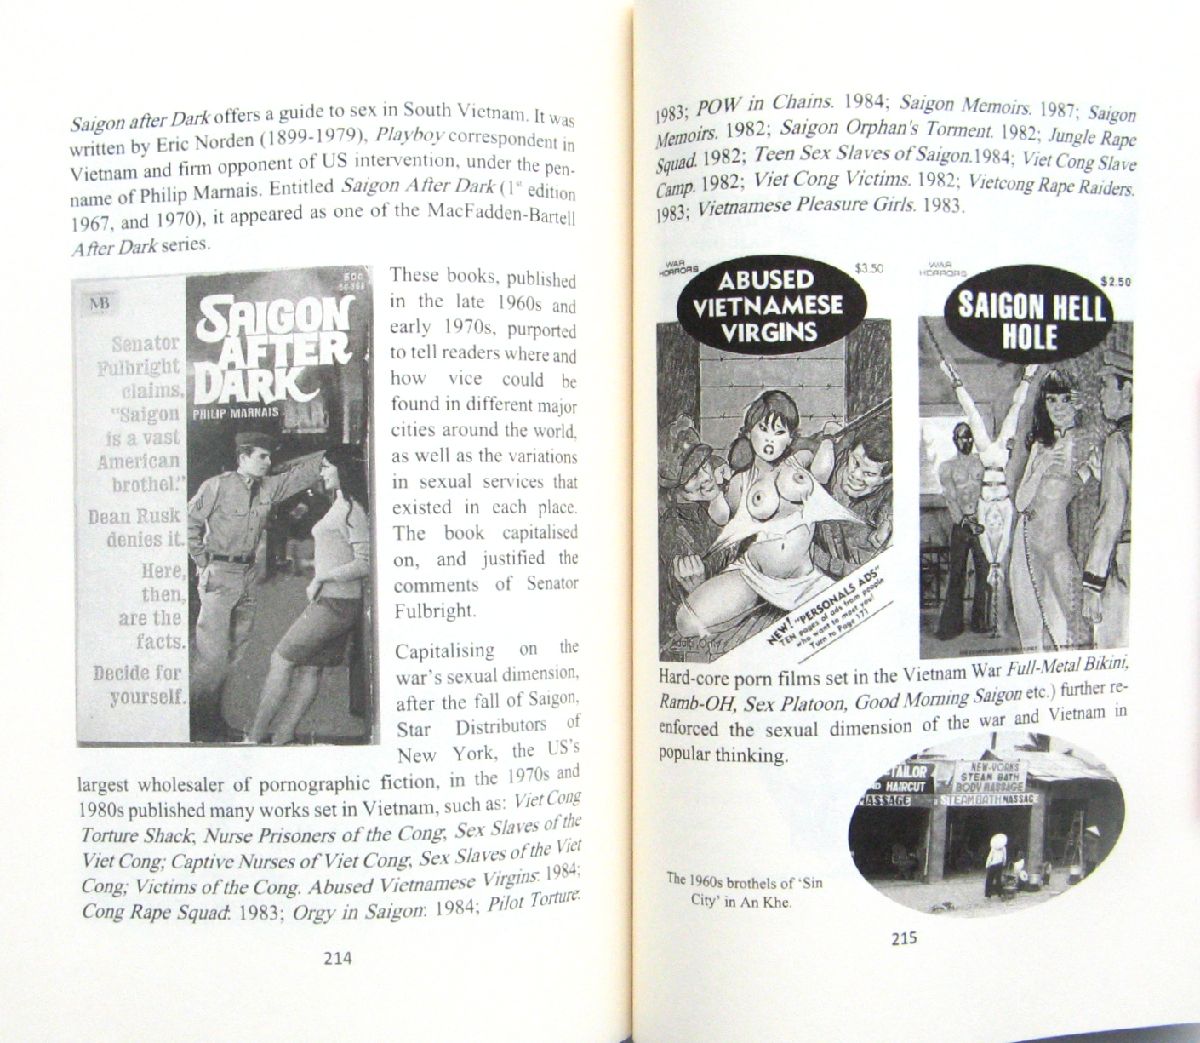 Saigon after Dark offers a guide to sex in South Vietnam. It was
written by Eric Norden (1899-1979), Playboy correspondent in
Vietnam and firm opponent of US intervention, under the pen-
name of Philip Marnais. Entitled Saigon After Dark (1st edition
1967, and 1970), it appeared as one of the MacFadden-Bartell
After Dark series.
MB
Senator
Fulbright
claims,
"Saigon
is a vast
American
brothel."
Dean Rusk
denies it.
Here,
then,
are the
facts.
Decide for
yourself.
SAIGON
AFTER
DARK
PHILIP MARNAIS
These books, published
in the late 1960s and
early 1970s, purported
to tell readers where and
how vice could be
found in different major
cities around the world,
as well as the variations
in sexual services that
existed in each place.
The book capitalised
on, and justified the
comments of Senator
Fulbright.
Capitalising on the
war's sexual dimension,
after the fall of Saigon,
Star Distributors of
New York, the US's
largest wholesaler of pornographic fiction, in the 1970s and
1980s published many works set in Vietnam, such as: Viet Cong
Torture Shack, Nurse Prisoners of the Cong, Sex Slaves of the
Viet Cong; Captive Nurses of Viet Cong, Sex Slaves of the Viet
Cong; Victims of the Cong. Abused Vietnamese Virgins: 1984;
Cong Rape Squad: 1983; Orgy in Saigon: 1984; Pilot Torture.
214
1983; POW in Chains. 1984; Saigon Memoirs. 1987; Saigon
Memoirs. 1982; Saigon Orphan's Torment. 1982; Jungle Rape
Squad. 1982; Teen Sex Slaves of Saigon.1984; Viet Cong Slave
Camp. 1982; Viet Cong Victims. 1982; Vietcong Rape Raiders.
1983; Vietnamese Pleasure Girls. 1983.
WAR
HORRORS
$3.50
ABUSED
VIETNAMESE
VIRGINS
NEW! "PERSONALS ADS"
TEN pages of ads from people
who want to meet you!
Turn to Page 171
WAR
HORRORS
$2.50
SAIGON HELL
HOLE
Hard-core porn films set in the Vietnam War Full-Metal Bikini,
Ramb-OH, Sex Platoon, Good Morning Saigon etc.) further re-
enforced the sexual dimension of the war and Vietnam in
popular thinking.
TAILOR
HAIRCUT
MASSAGE
NEW-YORKS
STEAM BATH
BODY MASSAGE
STEAMBATH MASSAG
The 1960s brothels of 'Sin
City' in An Khe.
215